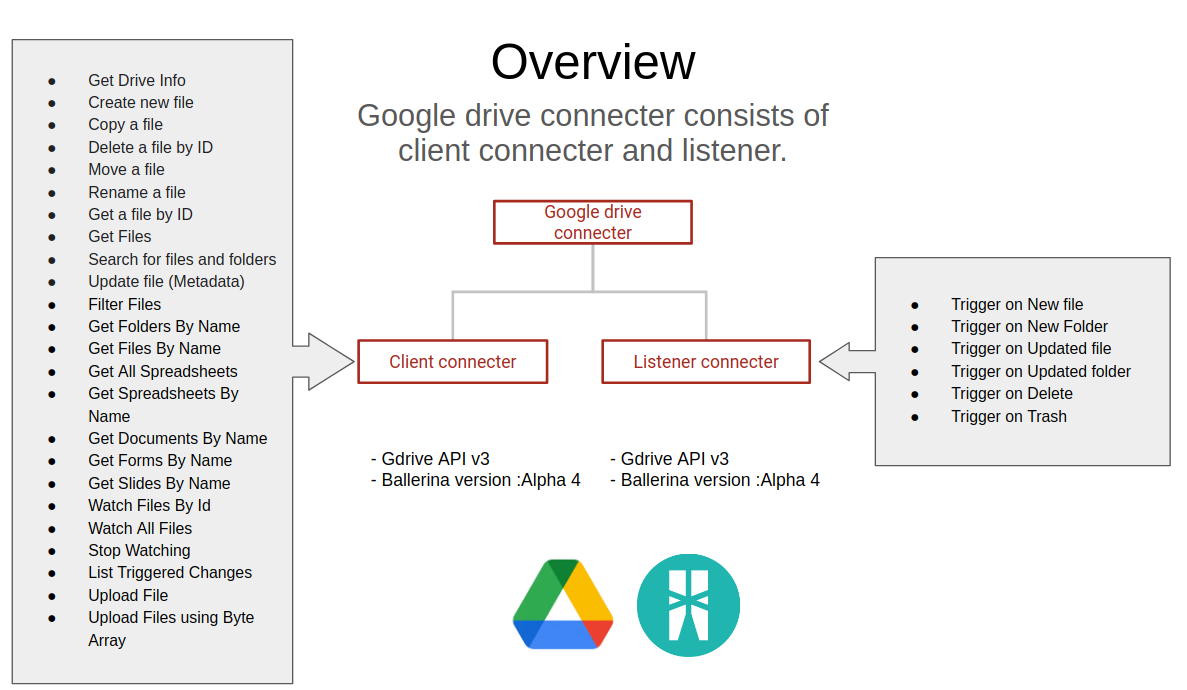 Overview
Google drive connecter consists of
client connecter and listener.
● Get Drive Info
● Create new file
● Copy a file
● Delete a file by ID
● Move a file
● Rename a file
● Get a file by ID
● Get Files
● Search for files and folders
● Update file (Metadata)
● Filter Files
● Get Folders By Name
● Get Files By Name
● Get All Spreadsheets
● Get Spreadsheets By
Name
● Get Documents By Name
● Get Forms By Name
● Get Slides By Name
● Watch Files By Id
● Watch All Files
● Stop Watching
● List Triggered Changes
● Upload File
● Upload Files using Byte
Array
Google drive
connecter
Client connecter
Listener connecter
- Gdrive API v3
- Ballerina version :Alpha 4
- Gdrive API v3
- Ballerina version :Alpha 4
● Trigger on New file
● Trigger on New Folder
● Trigger on Updated file
● Trigger on Updated folder
● Trigger on Delete
● Trigger on Trash